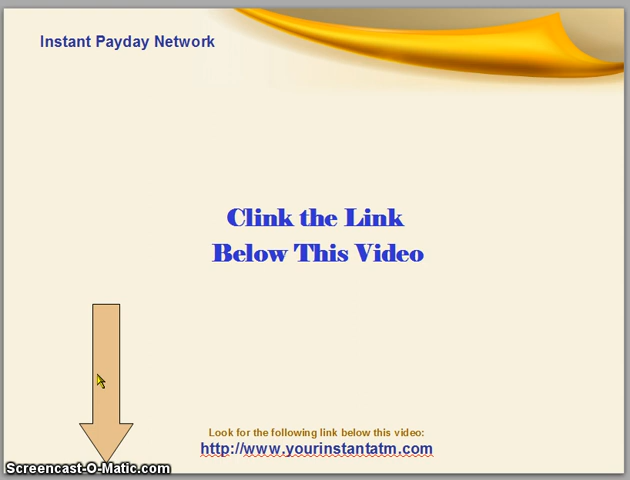 Instant Payday Network
Clink the Link
Below This Video
Look for the following link below this video:
http://www.yourinstantatm.com
Screencast-O-Matic.com